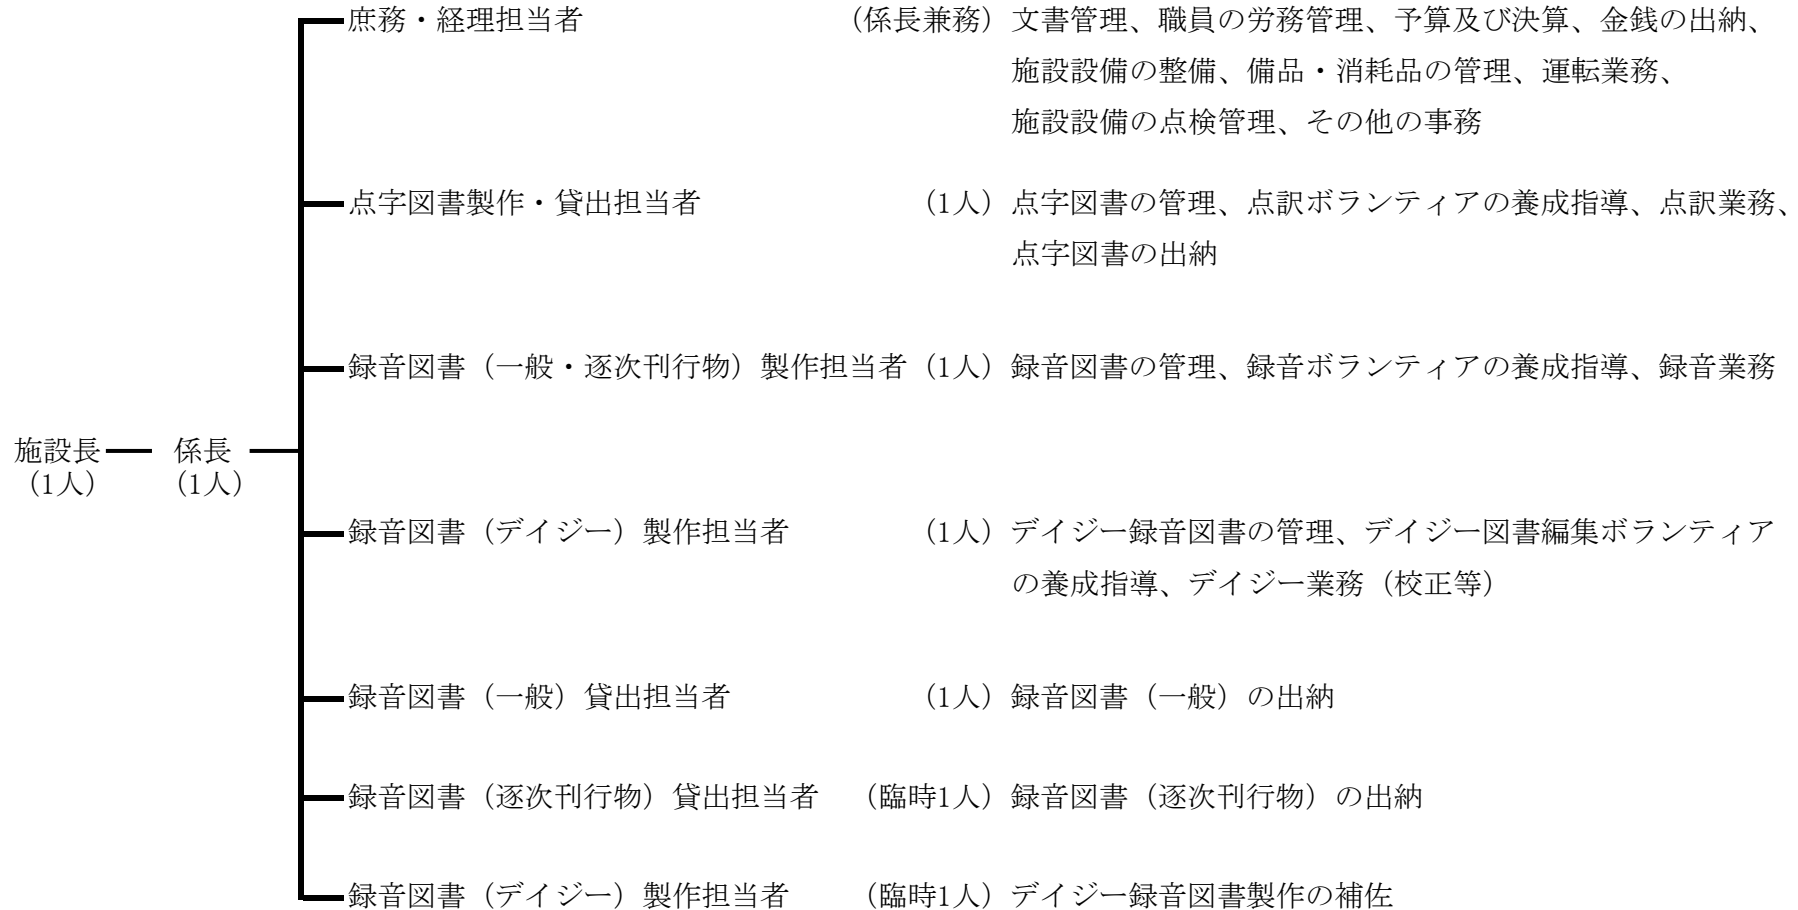 庶務・経理担当者 (係長兼務) 文書管理、職員の労務管理、予算及び決算、金銭の出納、
施設設備の整備、備品・消耗品の管理、運転業務、
施設設備の点検管理、その他の事務
点字図書製作・貸出担当者 (1人) 点字図書の管理、点訳ボランティアの養成指導、点訳業務、
点字図書の出納
録音図書（一般・逐次刊行物）製作担当者 (1人) 録音図書の管理、録音ボランティアの養成指導、録音業務
施設長 係長
(1人) (1人)
録音図書（デイジー）製作担当者 (1人) デイジー録音図書の管理、デイジー図書編集ボランティア
の養成指導、デイジー業務（校正等）
録音図書（一般）貸出担当者 (1人) 録音図書（一般）の出納
録音図書（逐次刊行物）貸出担当者 (臨時1人) 録音図書（逐次刊行物）の出納
録音図書（デイジー）製作担当者 (臨時1人) デイジー録音図書製作の補佐